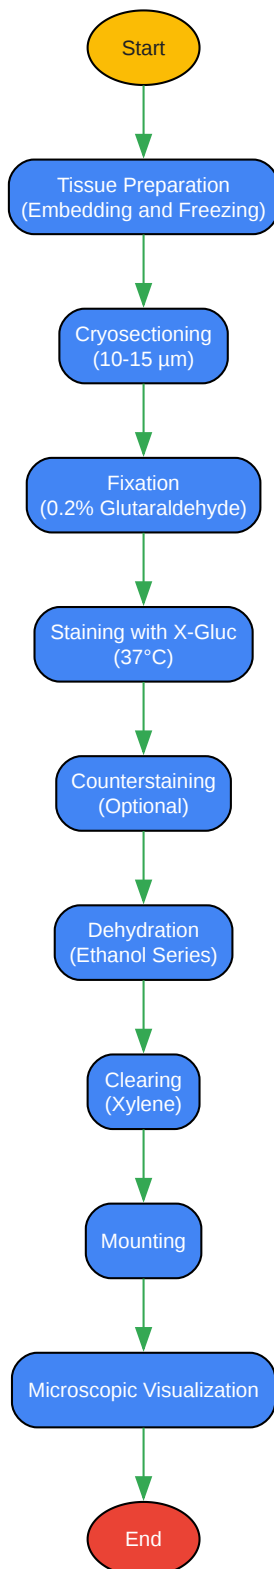 Start
Tissue Preparation
(Embedding and Freezing)
Cryosectioning
(10-15 µm)
Fixation
(0.2% Glutaraldehyde)
Staining with X-Gluc
(37°C)
Counterstaining
(Optional)
Dehydration
(Ethanol Series)
Clearing
(Xylene)
Mounting
Microscopic Visualization
End